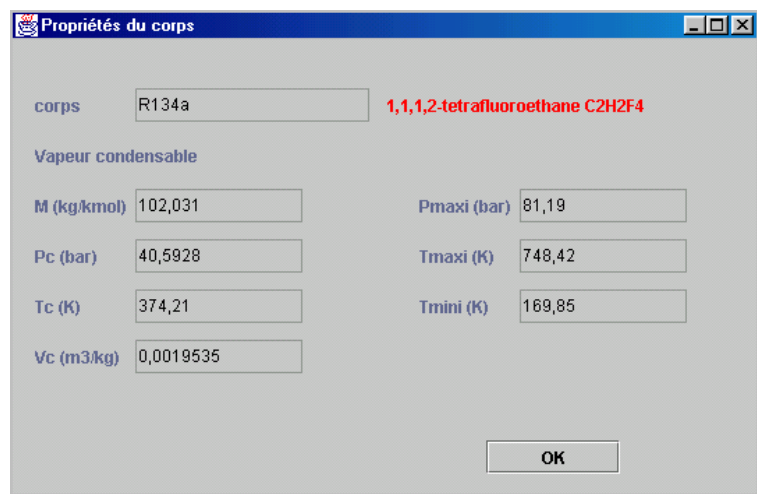 Propriétés du corps
corps R134a 1,1,1,2-tetrafluoroethane C2H2F4
Vapeur condensable
M (kg/kmol) 102,031 Pmaxi (bar) 81,19
Pc (bar) 40,5928 Tmaxi (K) 748,42
Tc (K) 374,21 Tmini (K) 169,85
Vc (m3/kg) 0,0019535
OK